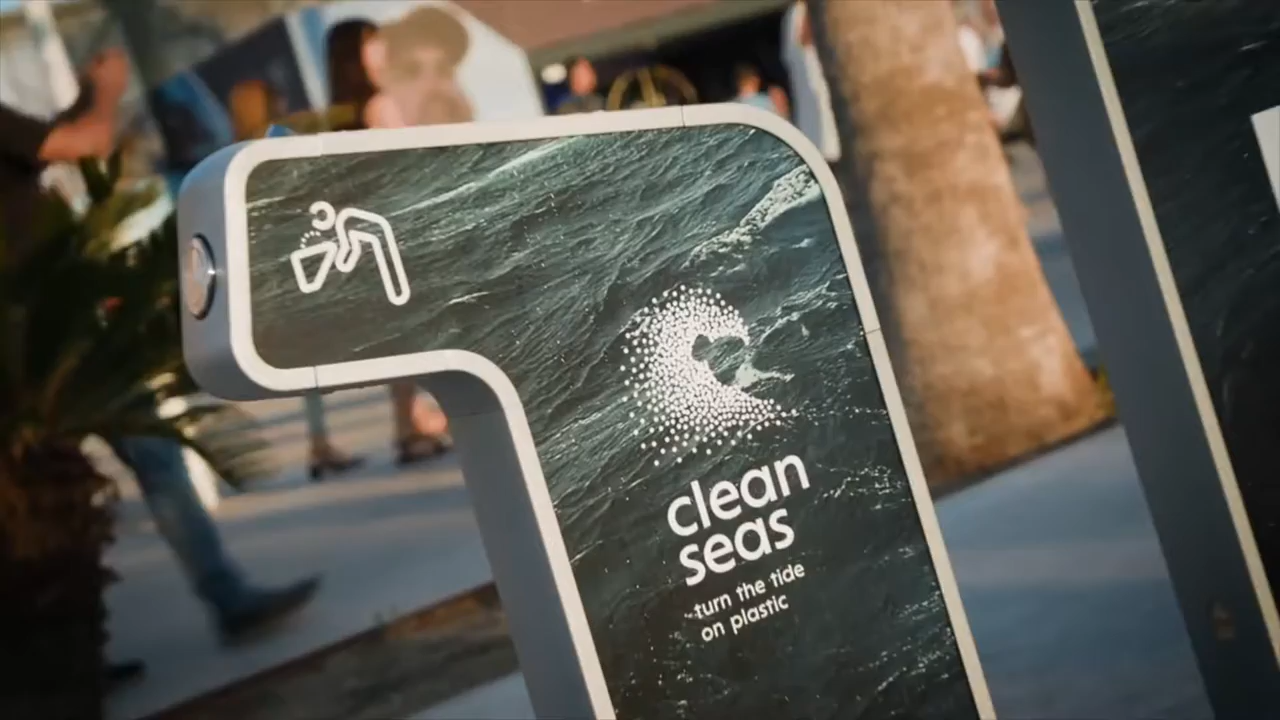 clean
seas
turn the tide
on plastic